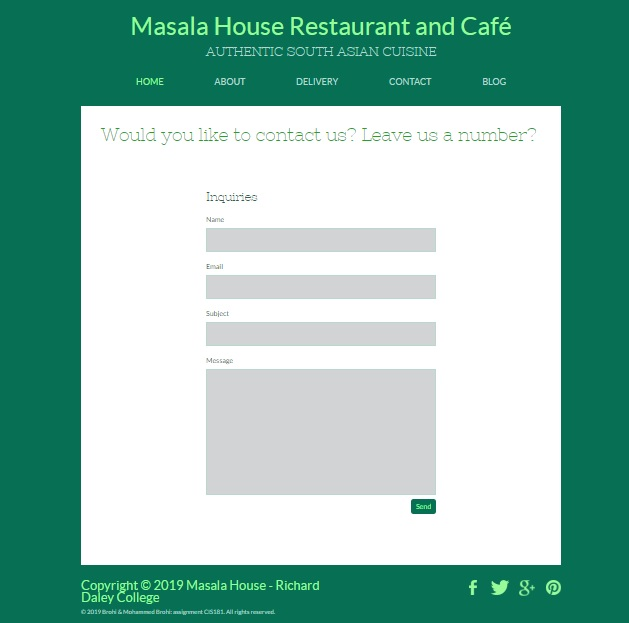 Masala House Restaurant and Café
AUTHENTIC SOUTH ASIAN CUISINE
HOME ABOUT DELIVERY CONTACT BLOG
Would you like to contact us? Leave us a number?
Inquiries
Name
Email
Subject
Message
Send
Copyright © 2019 Masala House - Richard
Daley College
© 2019 Brohi & Mohammed Brohi: assignment CIS181. All rights reserved.